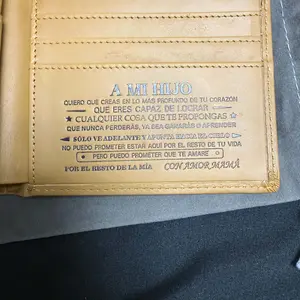 A MI HIJO
QUIERO QUE CREAS EN LO MAS PROFUNDO DE TU CORAZÓN
QUE ERES CAPAZ DE LOGRAR
CUALQUIER COSA QUE TE PROPONGAS
QUE NUNCA PERDERÁS, YA SEA GANARÁS O APRENDER
SÓLO VE ADELANTE Y APUNTA HACIA EL CIELO
NO PUEDO PROMETER ESTAR AQUÍ POR EL RESTO DE TU VIDA
PERO PUEDO PROMETER QUE TE AMARÉ
POR EL RESTO DE LA MÍA CON AMOR MAMÁ